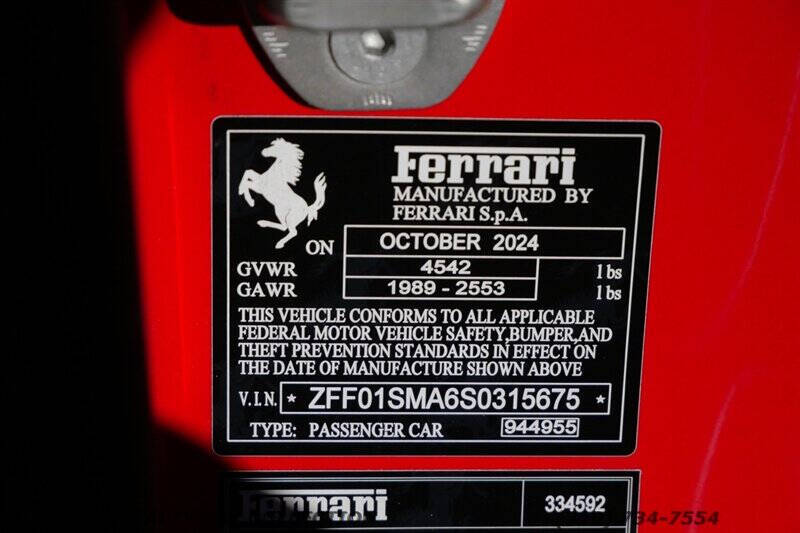 Ferrari
MANUFACTURED BY
FERRARI S.p.A.
ON OCTOBER 2024
GVWR 4542 lbs
GAWR 1989 - 2553 lbs
THIS VEHICLE CONFORMS TO ALL APPLICABLE
FEDERAL MOTOR VEHICLE SAFETY,BUMPER,AND
THEFT PREVENTION STANDARDS IN EFFECT ON
THE DATE OF MANUFACTURE SHOWN ABOVE
V.I.N. * ZFF01SMA6S0315675 *
TYPE: PASSENGER CAR 944955
Ferrari 334592
734-7554